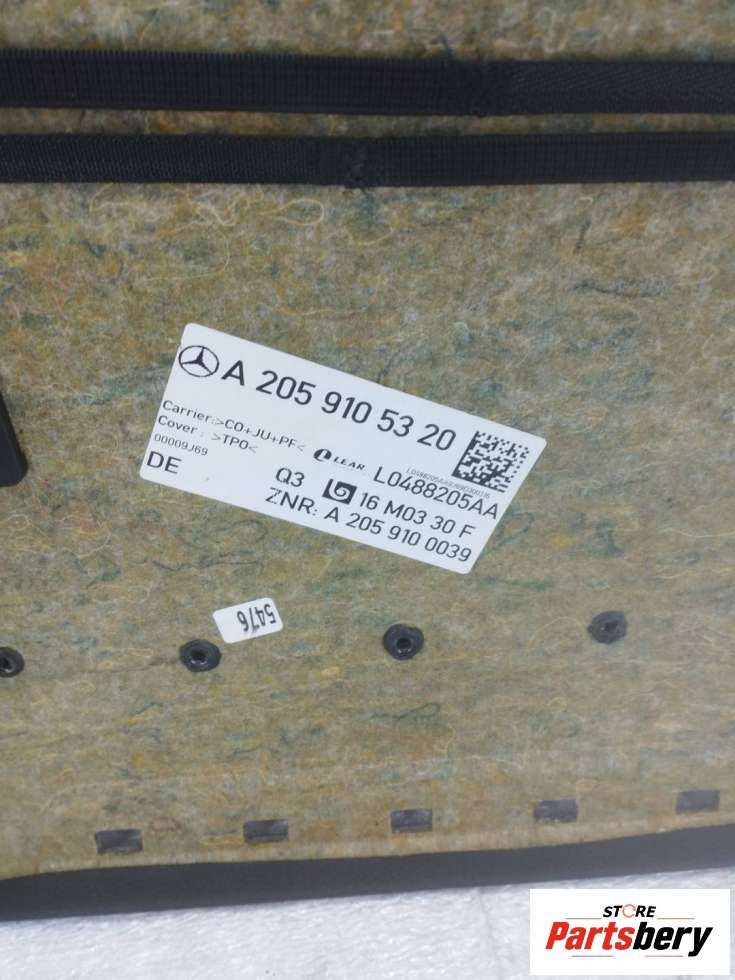 A 205 910 53 20
Carrier:>CO+JU+PF<
Cover : >TPO<
00009J69
LEAR
L0488205AA
DE
Q3
16 M03 30 F
ZNR: A 205 910 0039
5476
STORE
Partsbery